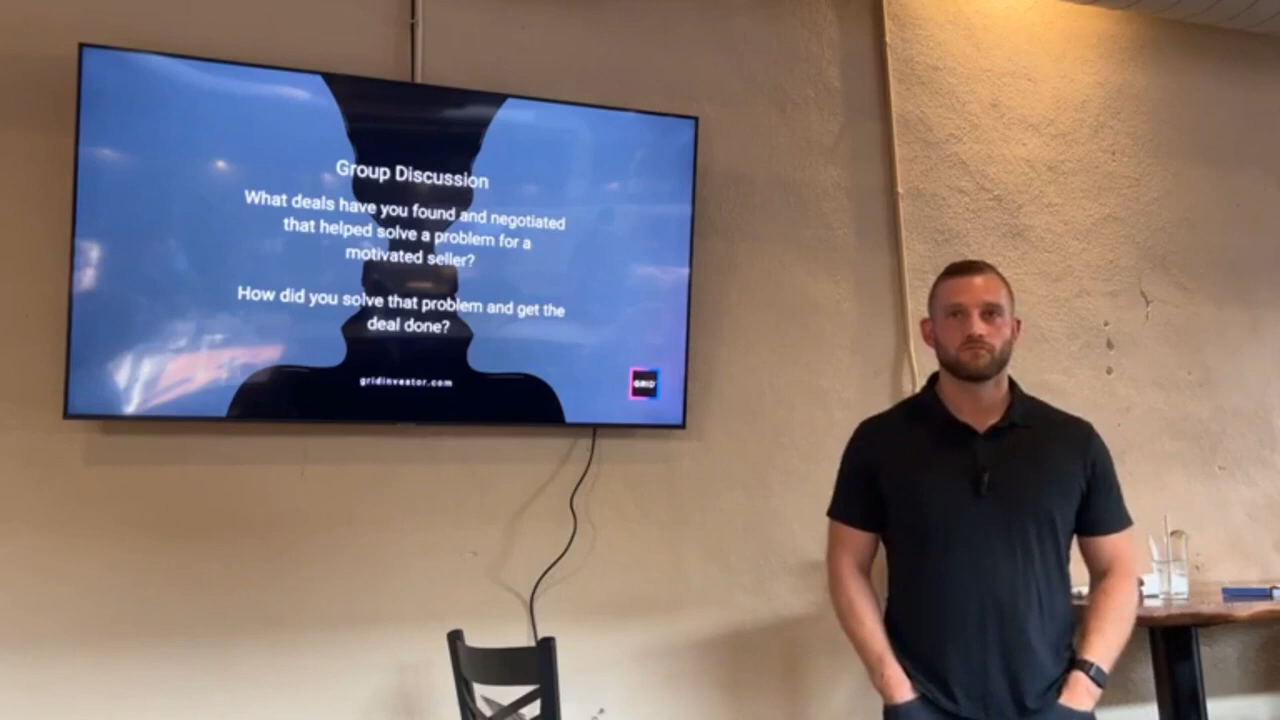 Group Discussion
What deals have you found and negotiated
that helped solve a problem for a
motivated seller?
How did you solve that problem and get the
deal done?
gridinvestor.com
GRID